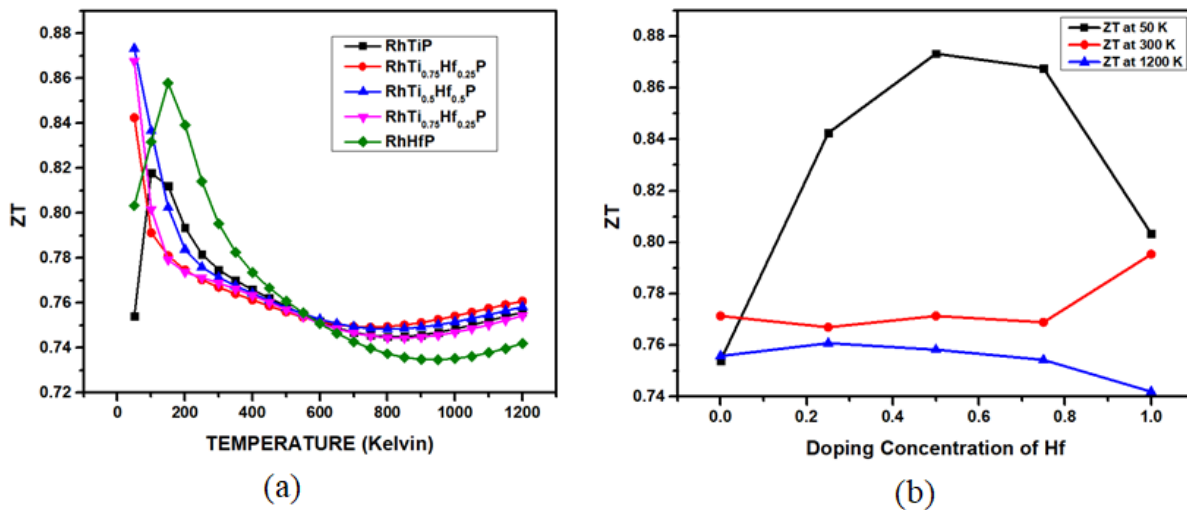 0.88
0.86
0.84
0.82
0.80
0.78
0.76
0.74
0.72
ZT
0
200
400
600
800
1000
1200
TEMPERATURE (Kelvin)
RhTiP
RhTi0.75Hf0.25P
RhTi0.5Hf0.5P
RhTi0.75Hf0.25P
RhHfP
(a)
0.88
0.86
0.84
0.82
0.80
0.78
0.76
0.74
ZT
0.0
0.2
0.4
0.6
0.8
1.0
Doping Concentration of Hf
ZT at 50 K
ZT at 300 K
ZT at 1200 K
(b)